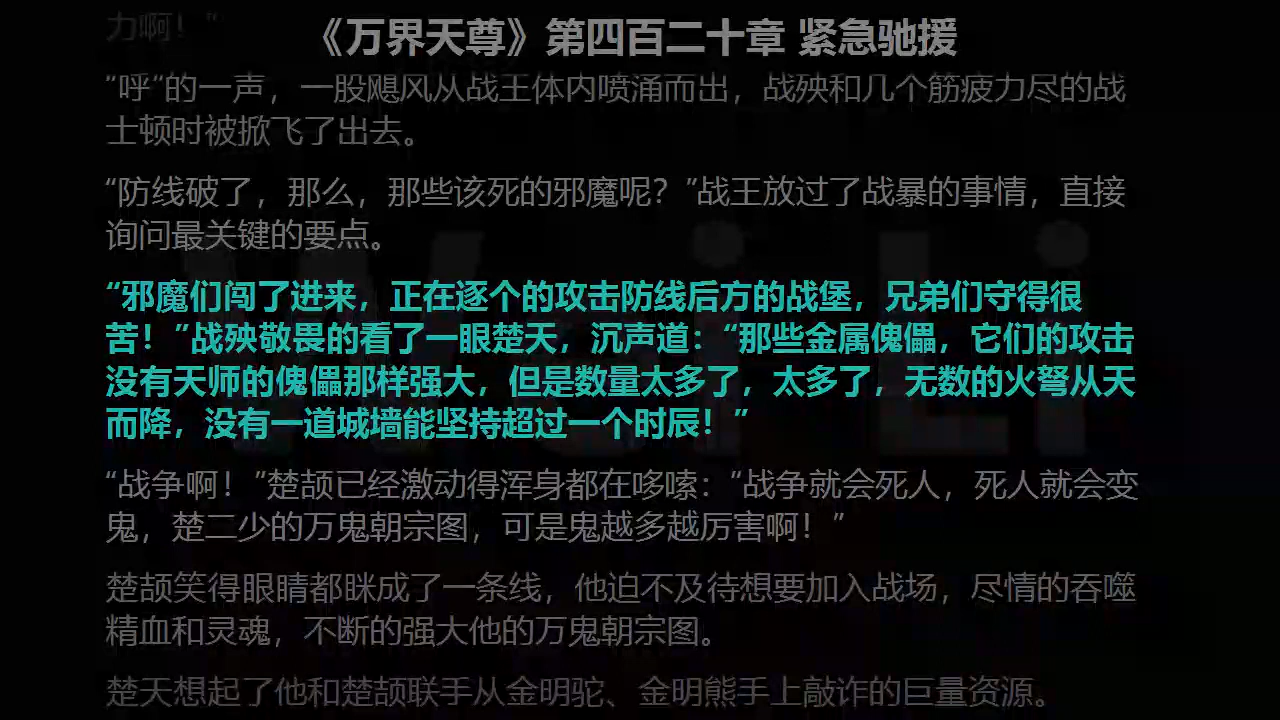 力啊！”
《万界天尊》第四百二十章 紧急驰援
“呼”的一声，一股飓风从战王体内喷涌而出，战殃和几个筋疲力尽的战
士顿时被掀飞了出去。
“防线破了，那么，那些该死的邪魔呢？”战王放过了战暴的事情，直接
询问最关键的要点。
“邪魔们闯了进来，正在逐个的攻击防线后方的战堡，兄弟们守得很
苦！”战殃敬畏的看了一眼楚天，沉声道：“那些金属傀儡，它们的攻击
没有天师的傀儡那样强大，但是数量太多了，太多了，无数的火弩从天
而降，没有一道城墙能坚持超过一个时辰！”
“战争啊！”楚颉已经激动得浑身都在哆嗦：“战争就会死人，死人就会变
鬼，楚二少的万鬼朝宗图，可是鬼越多越厉害啊！”
楚颉笑得眼睛都眯成了一条线，他迫不及待想要加入战场，尽情的吞噬
精血和灵魂，不断的强大他的万鬼朝宗图。
楚天想起了他和楚颉联手从金明驼、金明熊手上敲诈的巨量资源。
Wei Li